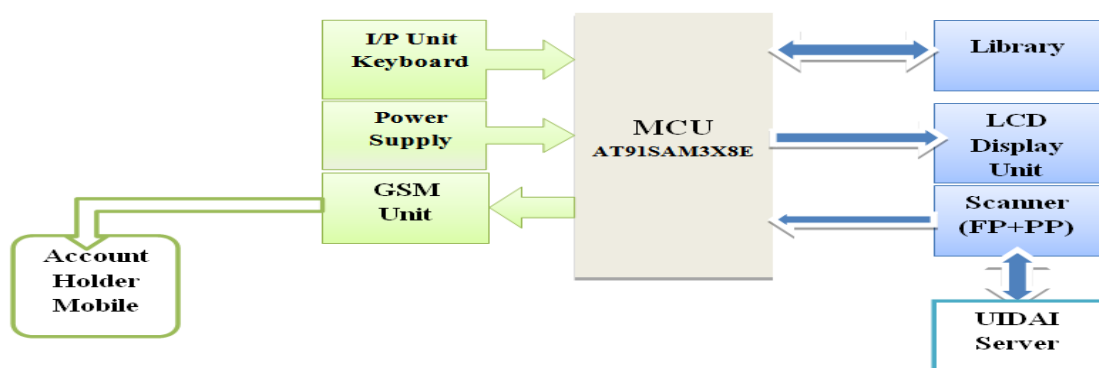 I/P Unit
Keyboard
Power
Supply
GSM
Unit
Account
Holder
Mobile
MCU
AT91SAM3X8E
Library
LCD
Display
Unit
Scanner
(FP+PP)
UIDAI
Server